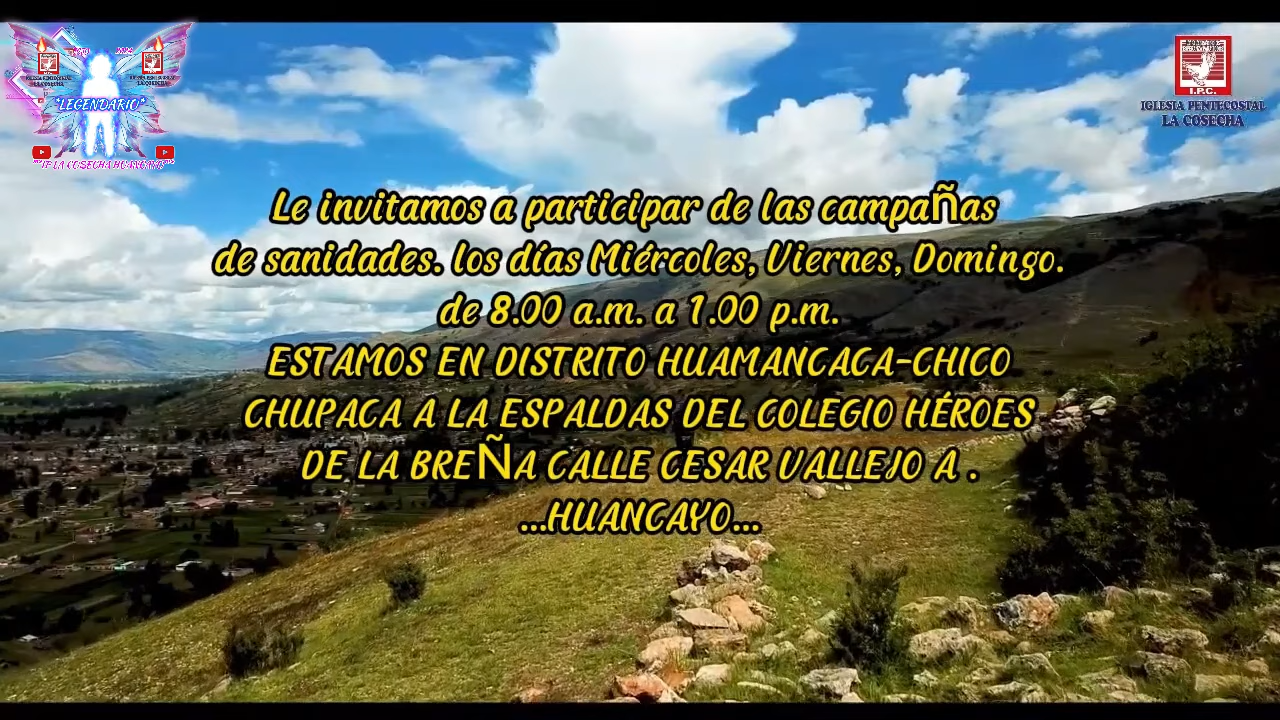 "LEGENDARIO"
I.P.C.
IGLESIA PENTECOSTAL
LA COSECHA
Le invitamos a participar de las campañas
de sanidades. los días Miércoles, Viernes, Domingo.
de 8.00 a.m. a 1.00 p.m.
ESTAMOS EN DISTRITO HUAMANCACA-CHICO
CHUPACA A LA ESPALDAS DEL COLEGIO HÉROES
DE LA BREÑA CALLE CESAR VALLEJO A .
...HUANCAYO...